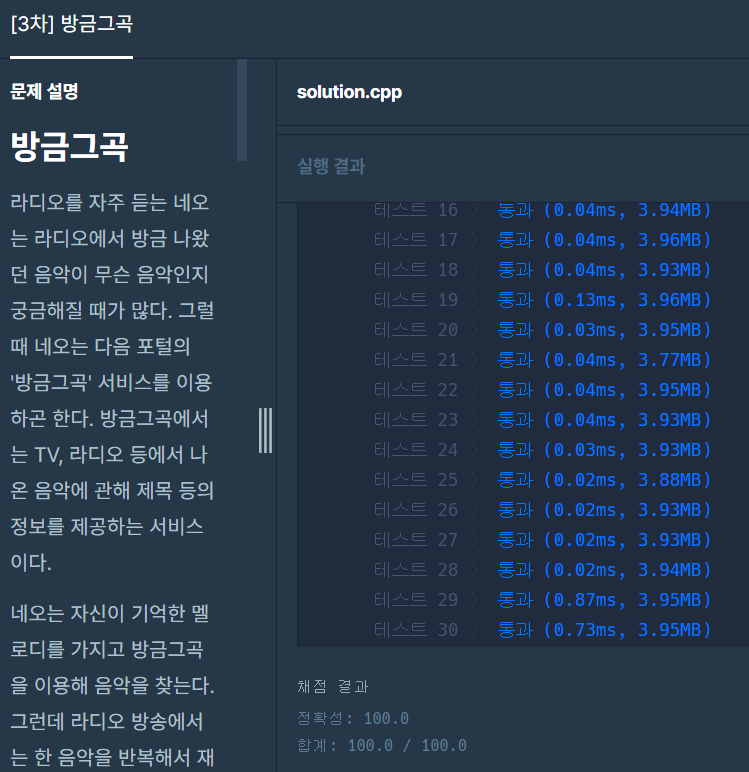 [3차] 방금그곡
문제 설명
방금그곡
라디오를 자주 듣는 네오
는 라디오에서 방금 나왔
던 음악이 무슨 음악인지
궁금해질 때가 많다. 그럴
때 네오는 다음 포털의
'방금그곡' 서비스를 이용
하곤 한다. 방금그곡에서
는 TV, 라디오 등에서 나
온 음악에 관해 제목 등의
정보를 제공하는 서비스
이다.
네오는 자신이 기억한 멜
로디를 가지고 방금그곡
을 이용해 음악을 찾는다.
그런데 라디오 방송에서
는 한 음악을 반복해서 재
solution.cpp
실행 결과
테스트 16 〉 통과 (0.04ms, 3.94MB)
테스트 17 〉 통과 (0.04ms, 3.96MB)
테스트 18 〉 통과 (0.04ms, 3.93MB)
테스트 19 〉 통과 (0.13ms, 3.96MB)
테스트 20 〉 통과 (0.03ms, 3.95MB)
테스트 21 〉 통과 (0.04ms, 3.77MB)
테스트 22 〉 통과 (0.04ms, 3.95MB)
테스트 23 〉 통과 (0.04ms, 3.93MB)
테스트 24 〉 통과 (0.03ms, 3.93MB)
테스트 25 〉 통과 (0.02ms, 3.88MB)
테스트 26 〉 통과 (0.02ms, 3.93MB)
테스트 27 〉 통과 (0.02ms, 3.93MB)
테스트 28 〉 통과 (0.02ms, 3.94MB)
테스트 29 〉 통과 (0.87ms, 3.95MB)
테스트 30 〉 통과 (0.73ms, 3.95MB)
채점 결과
정확성: 100.0
합계: 100.0 / 100.0